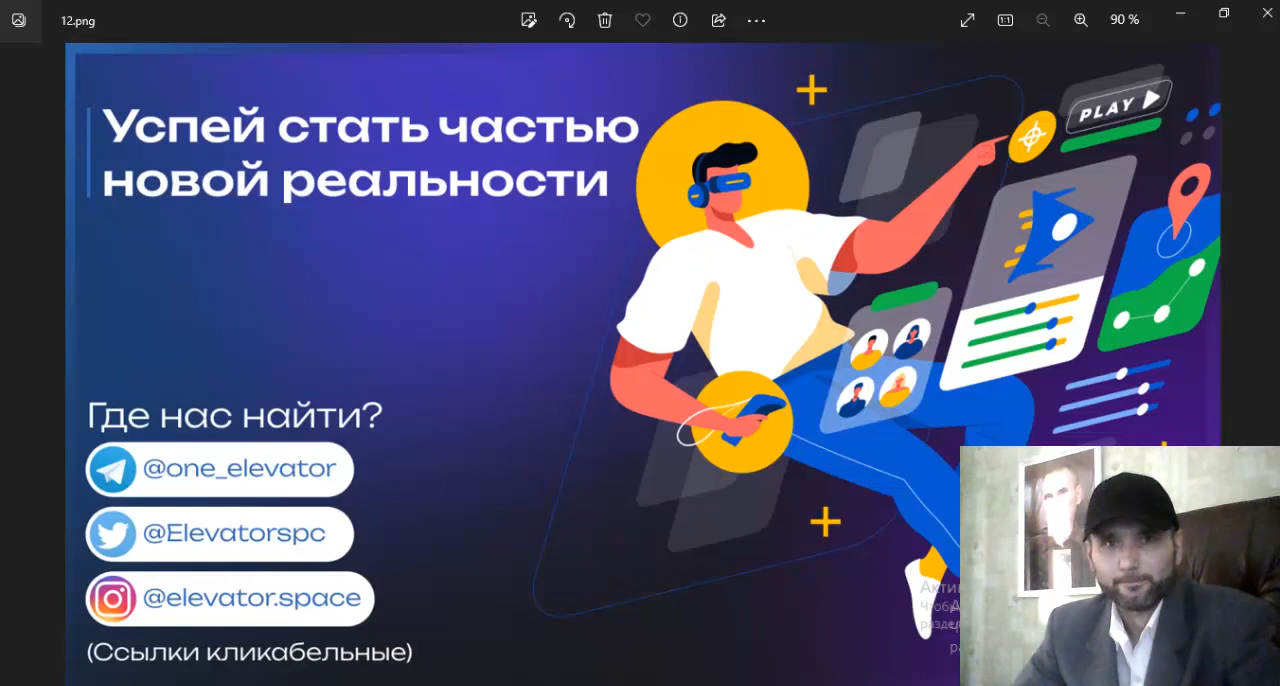 12.png
90 %
Успей стать частью
новой реальности
PLAY
Где нас найти?
@one_elevator
@Elevatorspc
@elevator.space
(Ссылки кликабельные)